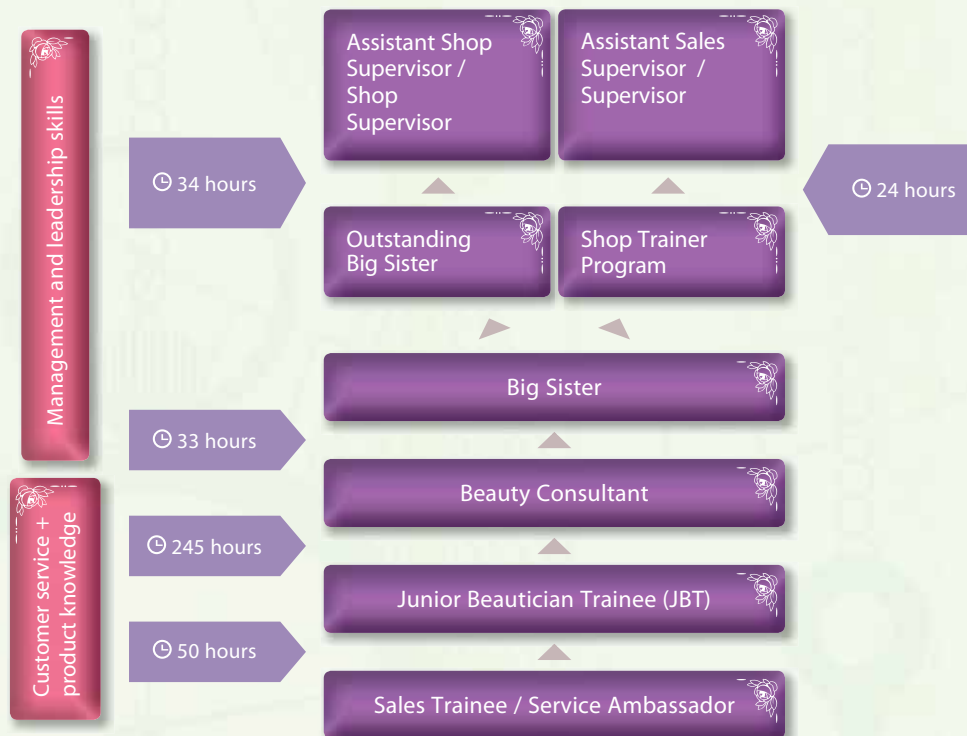 Management and leadership skills
Assistant Shop
Supervisor /
Shop
Supervisor
Assistant Sales
Supervisor /
Supervisor
34 hours
24 hours
Outstanding
Big Sister
Shop Trainer
Program
Big Sister
33 hours
Beauty Consultant
Customer service +
product knowledge
245 hours
Junior Beautician Trainee (JBT)
50 hours
Sales Trainee / Service Ambassador